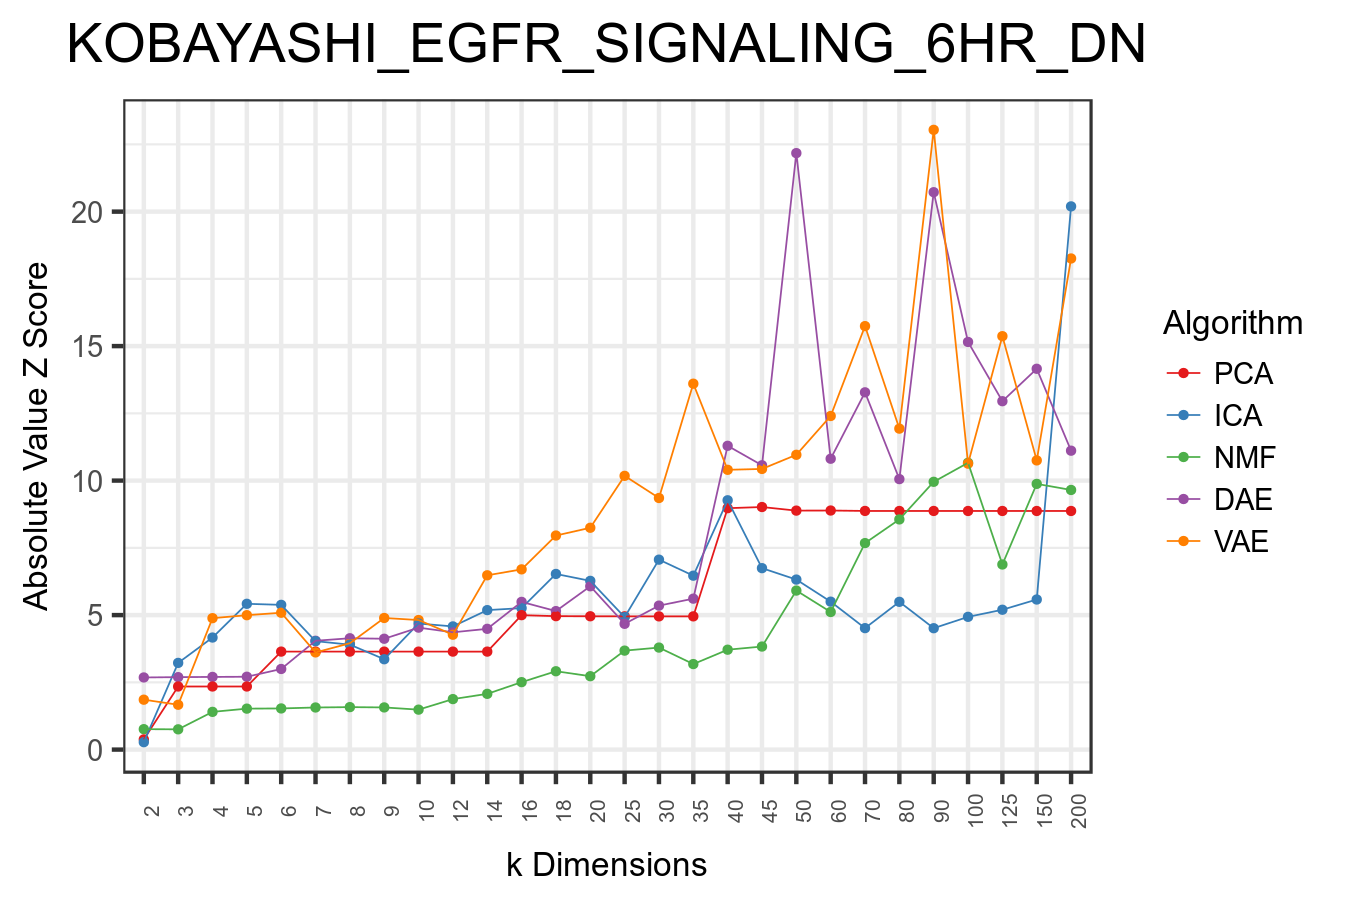 KOBAYASHI_EGFR_SIGNALING_6HR_DN
Absolute Value Z Score
20
15
10
5
0
2 3 4 5 6 7 8 9 10 12 14 16 18 20 25 30 35 40 45 50 60 70 80 90 100 125 150 200
k Dimensions
Algorithm
PCA
ICA
NMF
DAE
VAE